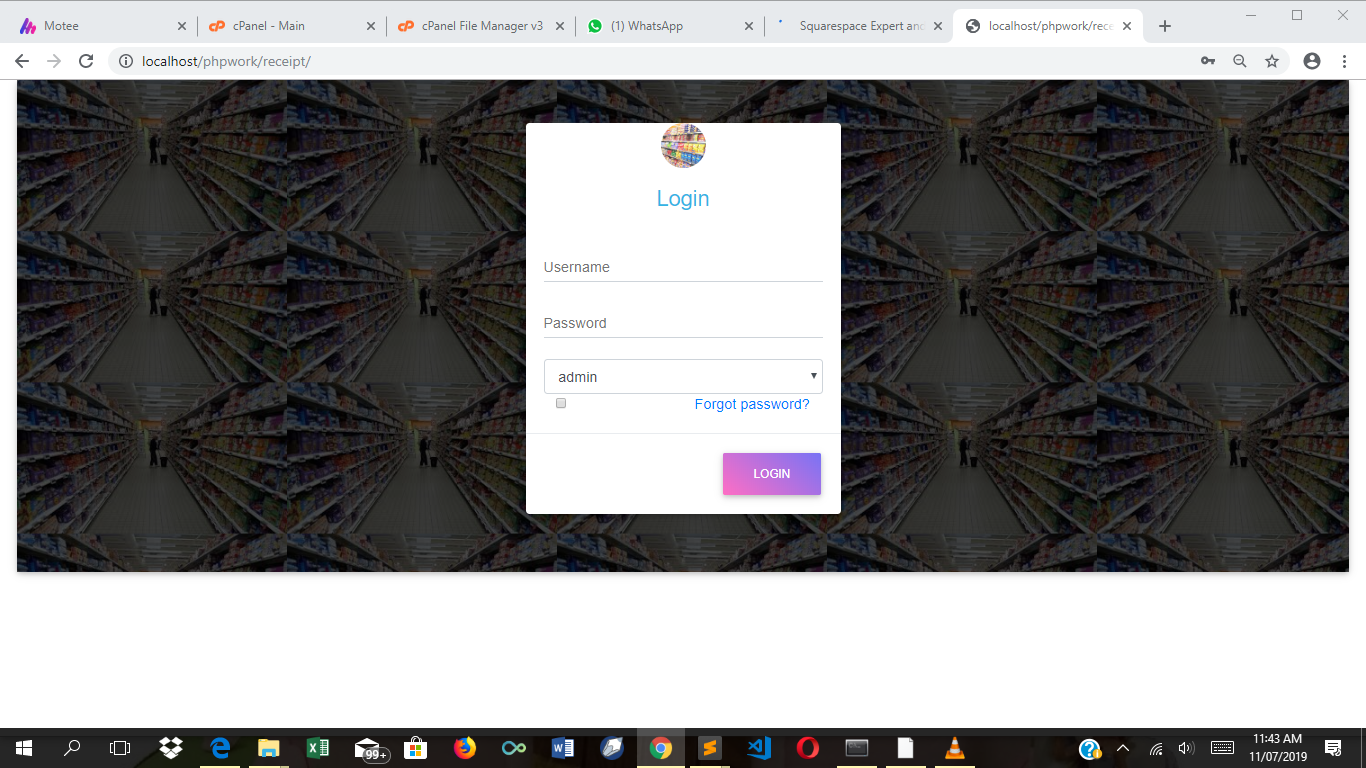 Motee
cPanel - Main
cPanel File Manager v3
(1) WhatsApp
Squarespace Expert and
localhost/phpwork/rece
localhost/phpwork/receipt/
Login
Username
Password
admin
Forgot password?
LOGIN
99+
11:43 AM
11/07/2019